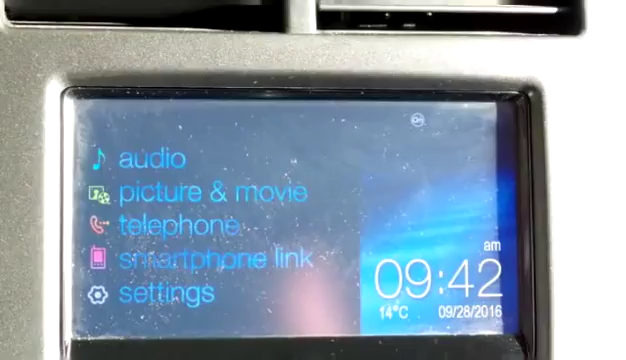 audio
picture & movie
telephone
smartphone link
settings
am
09:42
14°C 09/28/2016